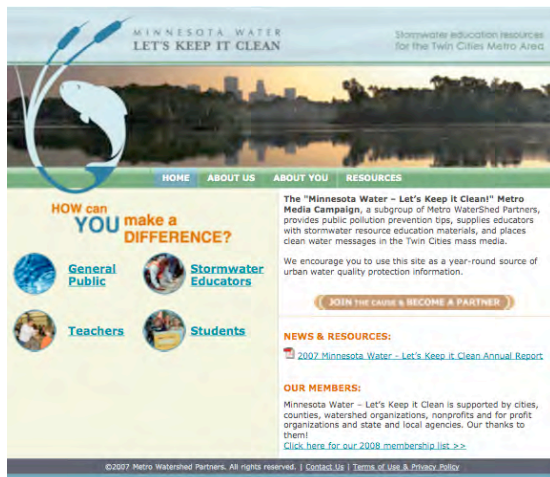 MINNESOTA WATER
LET'S KEEP IT CLEAN
Stormwater education resources
for the Twin Cities Metro Area
HOME ABOUT US ABOUT YOU RESOURCES
HOW can
YOU make a
DIFFERENCE?
General
Public
Stormwater
Educators
Teachers
Students
The "Minnesota Water – Let's Keep it Clean!" Metro
Media Campaign, a subgroup of Metro WaterShed Partners,
provides public pollution prevention tips, supplies educators
with stormwater resource education materials, and places
clean water messages in the Twin Cities mass media.
We encourage you to use this site as a year-round source of
urban water quality protection information.
JOIN THE CAUSE & BECOME A PARTNER
NEWS & RESOURCES:
2007 Minnesota Water - Let's Keep it Clean Annual Report
OUR MEMBERS:
Minnesota Water – Let's Keep it Clean is supported by cities,
counties, watershed organizations, nonprofits and for profit
organizations and state and local agencies. Our thanks to
them!
Click here for our 2008 membership list >>
©2007 Metro Watershed Partners. All rights reserved. | Contact Us | Terms of Use & Privacy Policy